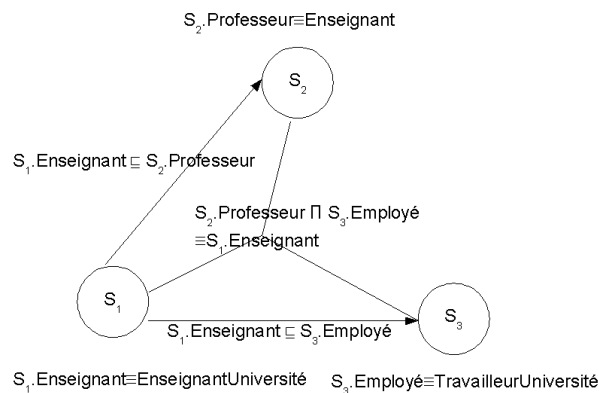 S₂.Professeur≡Enseignant
S₂
S₁.Enseignant ⊑ S₂.Professeur
S₂.Professeur Π S₃.Employé
≡S₁.Enseignant
S₁
S₃
S₁.Enseignant ⊑ S₃.Employé
S₁.Enseignant≡EnseignantUniversité
S₃.Employé≡TravailleurUniversité